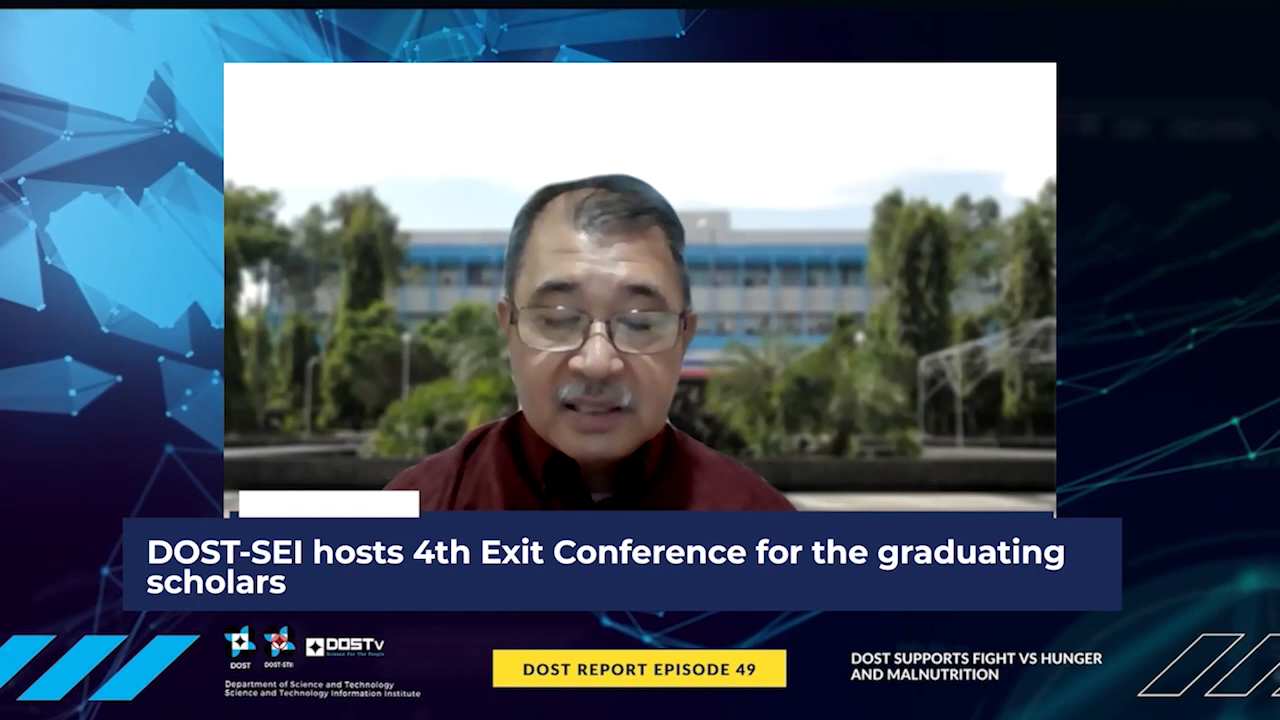 DOST-SEI hosts 4th Exit Conference for the graduating
scholars
DOST
DOST-STII
DOSTv
Science For The People
Department of Science and Technology
Science and Technology Information Institute
DOST REPORT EPISODE 49
DOST SUPPORTS FIGHT VS HUNGER
AND MALNUTRITION